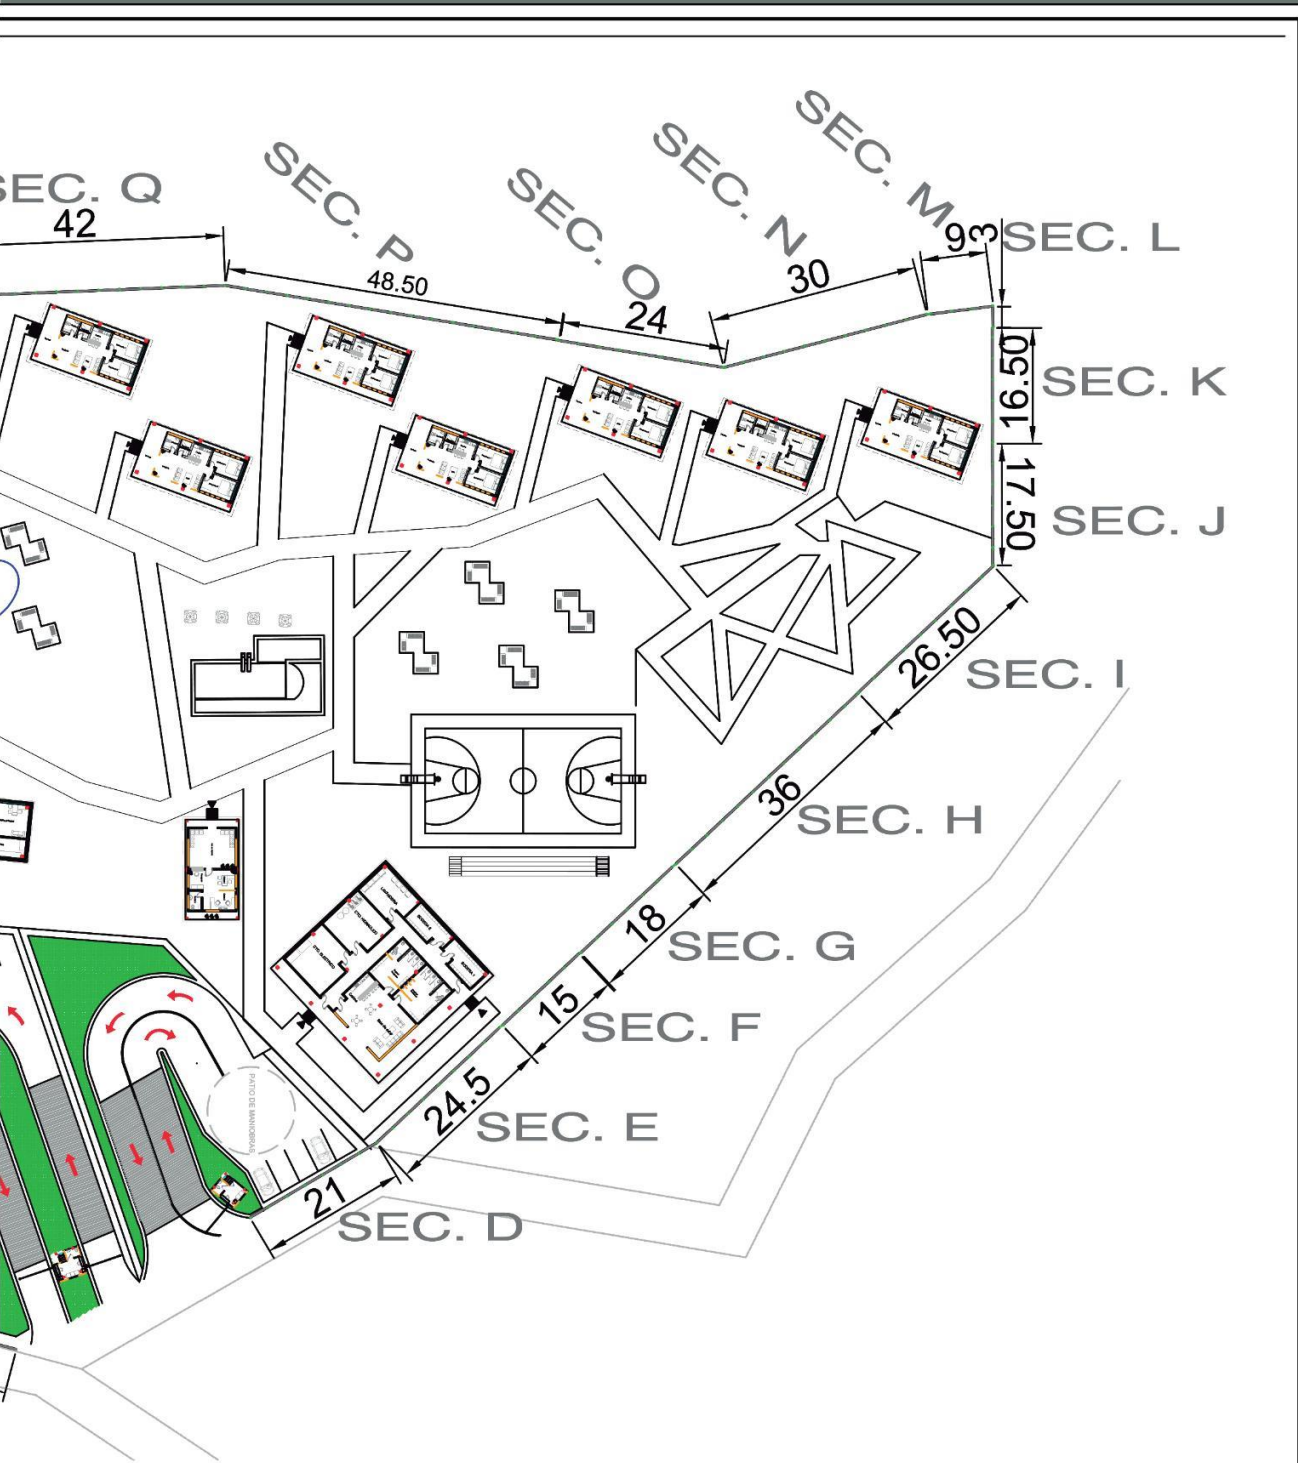 SEC. M
SEC. N
SEC. P
SEC. O
SEC. Q
42
9
3
SEC. L
30
48.50
24
16.50
SEC. K
17.50
SEC. J
26.50
SEC. I
36
SEC. H
18
SEC. G
15
SEC. F
24.5
SEC. E
PATIO DE MANIOBRAS
21
SEC. D